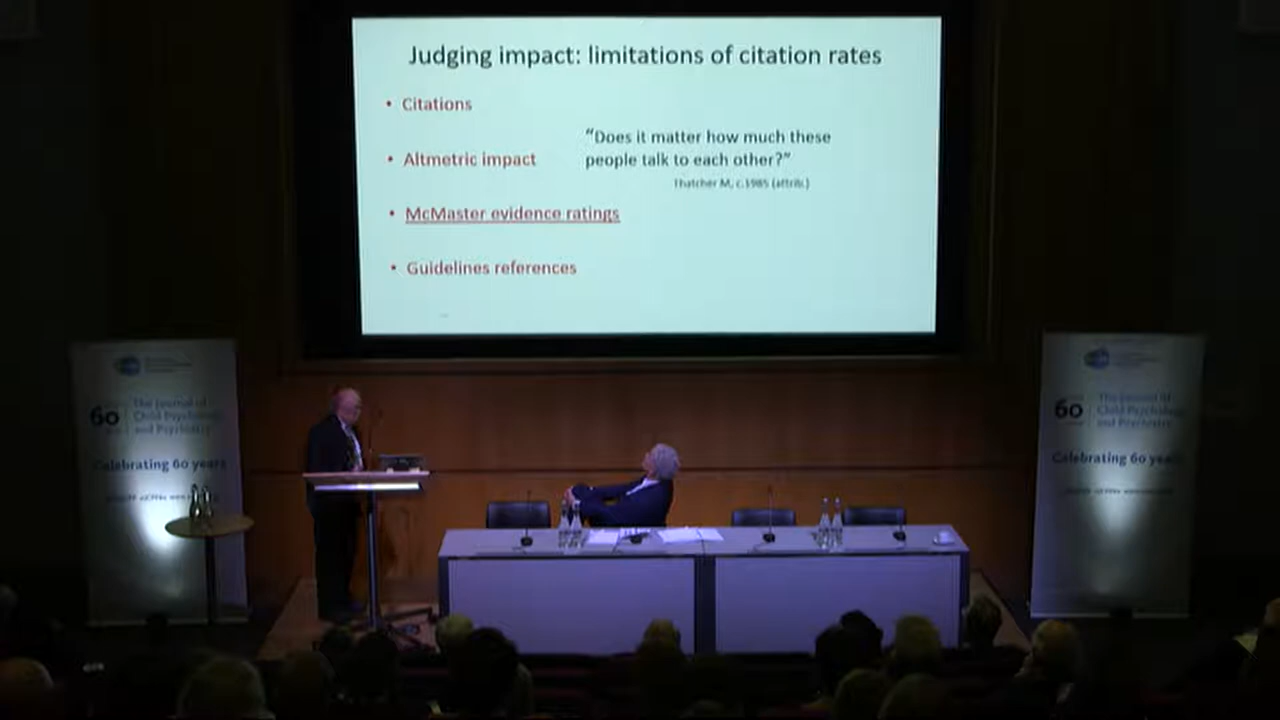 Judging impact: limitations of citation rates
• Citations
"Does it matter how much these
people talk to each other?"
• Altmetric impact
Thatcher M, c.1985 (attrib.)
• McMaster evidence ratings
• Guidelines references
60
The Journal of
Child Psychology
and Psychiatry
Celebrating 60 years
60
The Journal of
Child Psychology
and Psychiatry
Celebrating 60 years